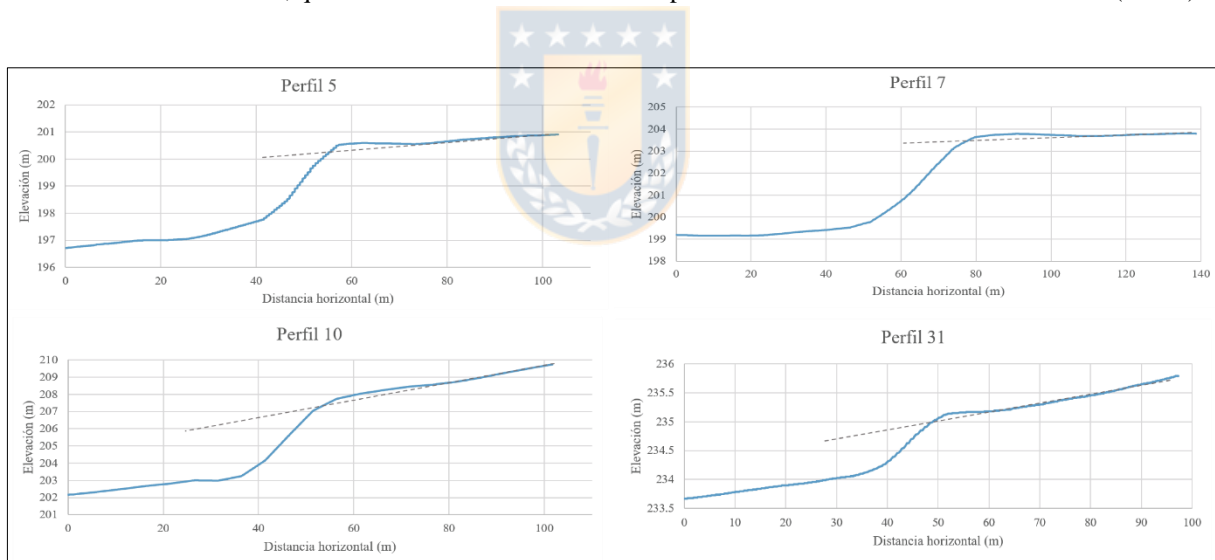 Perfil 5
202
201
200
199
198
197
196
Elevación (m)
0 20 40 60 80 100
Distancia horizontal (m)
Perfil 7
205
204
203
202
201
200
199
198
Elevación (m)
0 20 40 60 80 100 120 140
Distancia horizontal (m)
Perfil 10
210
209
208
207
206
205
204
203
202
201
Elevación (m)
0 20 40 60 80 100
Distancia horizontal (m)
Perfil 31
236
235.5
235
234.5
234
233.5
Elevación (m)
0 10 20 30 40 50 60 70 80 90 100
Distancia horizontal (m)